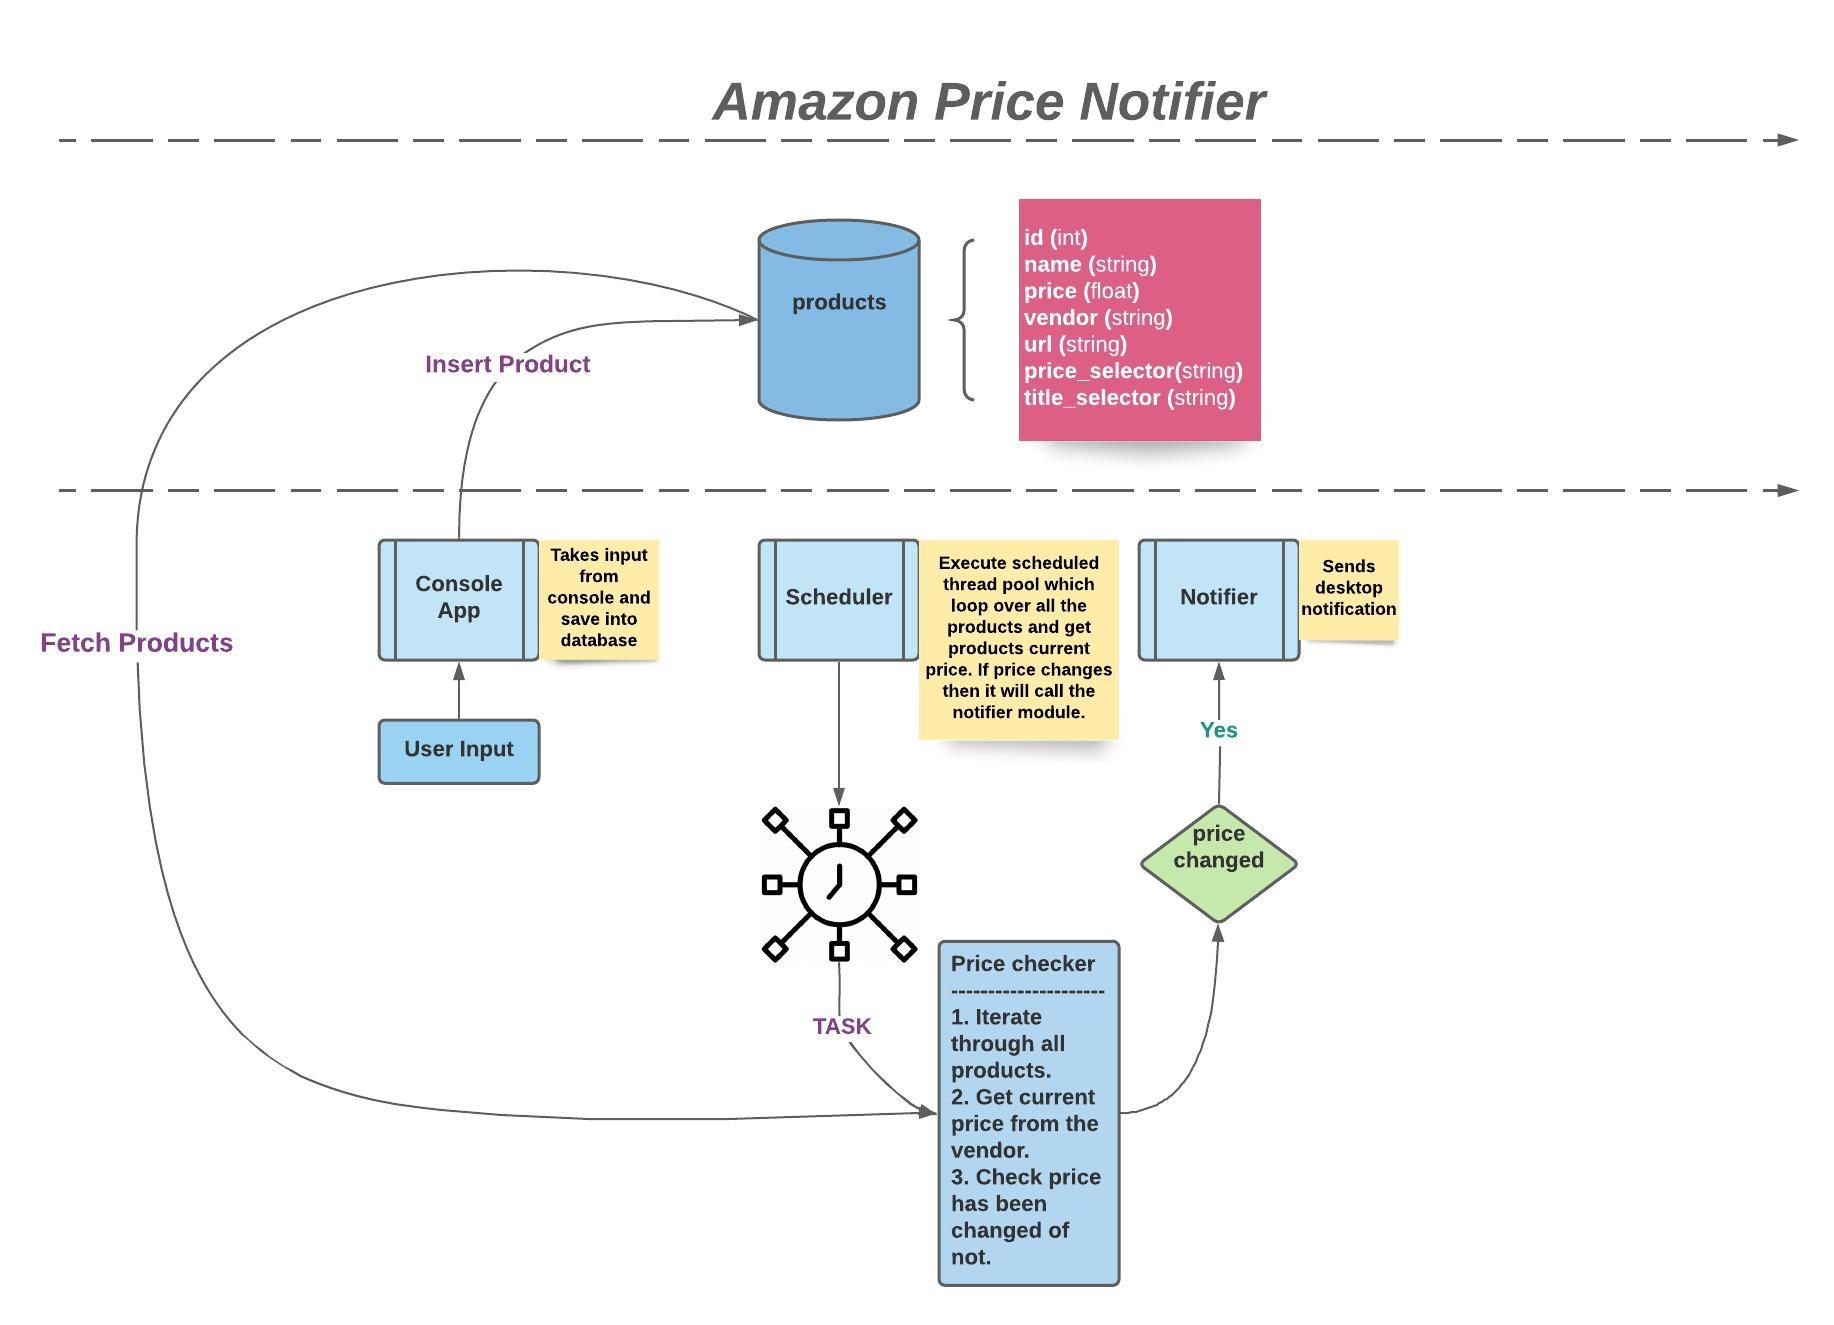 Amazon Price Notifier
products
id (int)
name (string)
price (float)
vendor (string)
url (string)
price_selector(string)
title_selector (string)
Insert Product
Fetch Products
Console
App
Takes input
from
console and
save into
database
User Input
Scheduler
Execute scheduled
thread pool which
loop over all the
products and get
products current
price. If price changes
then it will call the
notifier module.
Notifier
Sends
desktop
notification
Yes
price
changed
TASK
Price checker
---------------------
1. Iterate
through all
products.
2. Get current
price from the
vendor.
3. Check price
has been
changed of
not.